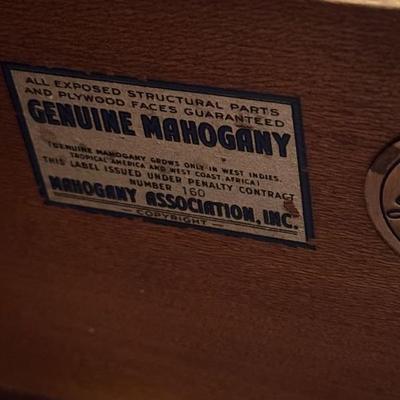 ALL EXPOSED STRUCTURAL PARTS
AND PLYWOOD FACES GUARANTEED
GENUINE MAHOGANY
(GENUINE MAHOGANY GROWS ONLY IN WEST INDIES,
TROPICAL AMERICA AND WEST COAST, AFRICA)
THIS LABEL ISSUED UNDER PENALTY CONTRACT
NUMBER 160
MAHOGANY ASSOCIATION, INC.
— COPYRIGHT —